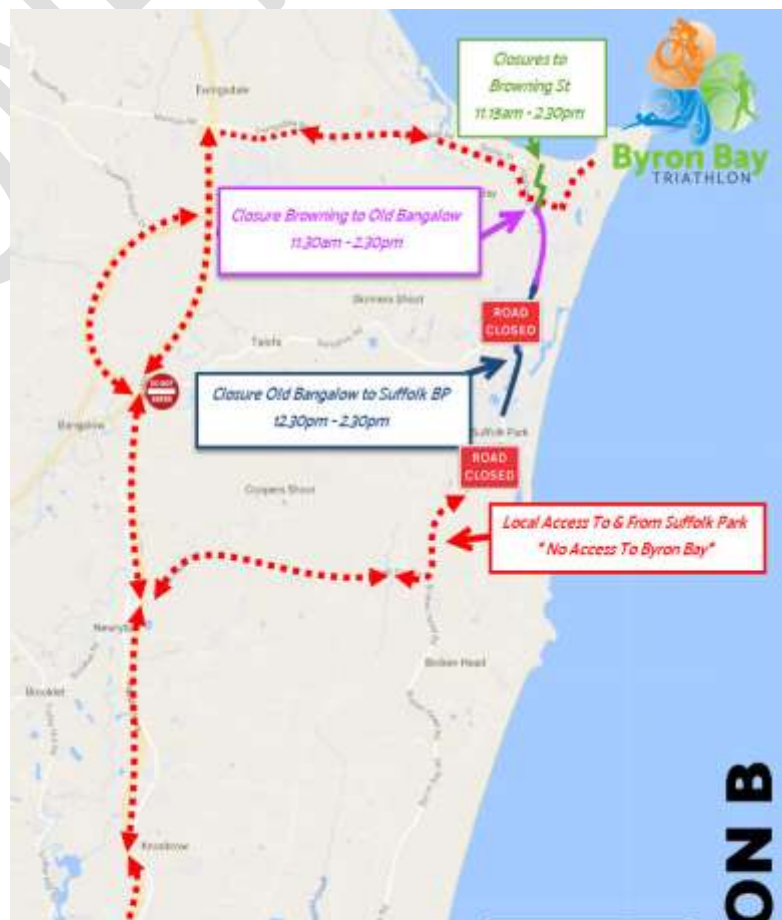 Closures to
Browning St
11.15am - 2.30pm
Byron Bay
TRIATHLON
Ewingsdale
Closure Browning to Old Bangalow
11.30am - 2.30pm
Skinners Shoot
ROAD
CLOSED
Talofa
Closure Old Bangalow to Suffolk BP
12.30pm - 2.30pm
Bangalow
Suffolk Park
ROAD
CLOSED
Coopers Shoot
Local Access To & From Suffolk Park
* No Access To Byron Bay*
Newrybar
Broken Head
Brooklet
Knockrow
ON B